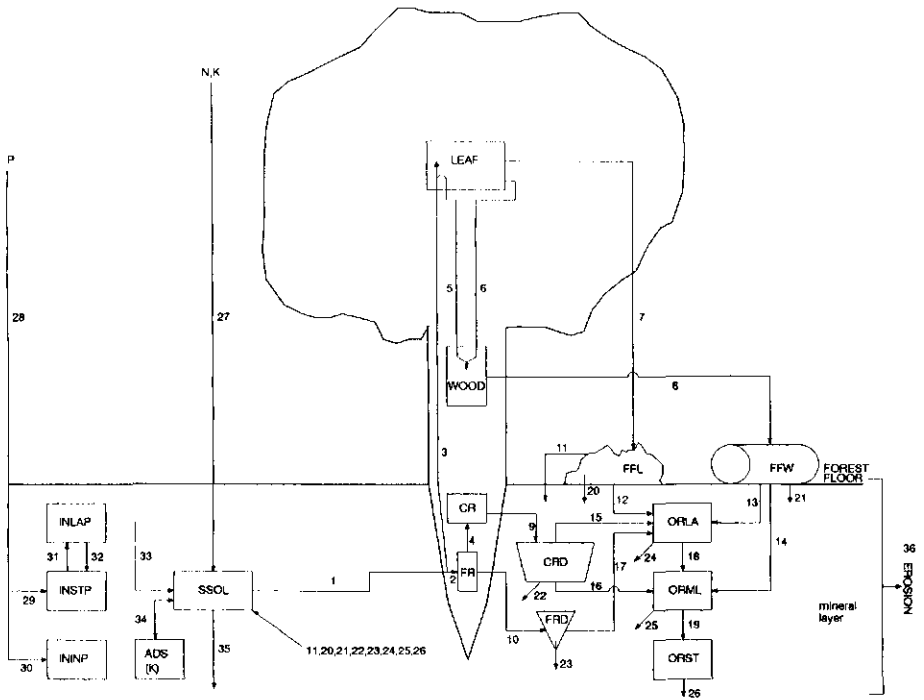 N,K
P
LEAF
5
6
28
27
7
WOOD
6
3
11
FFL
FFW
FOREST
FLOOR
20
12
21
13
INLAP
CR
ORLA
36
EROSION
31
32
33
4
9
15
14
24
18
CRD
17
INSTP
SSOL
1
2
FR
16
ORML
29
22
34
25
19
mineral
layer
10
FRD
ININP
ADS
(K)
35
11,20,21,22,23,24,25,26
ORST
30
23
26